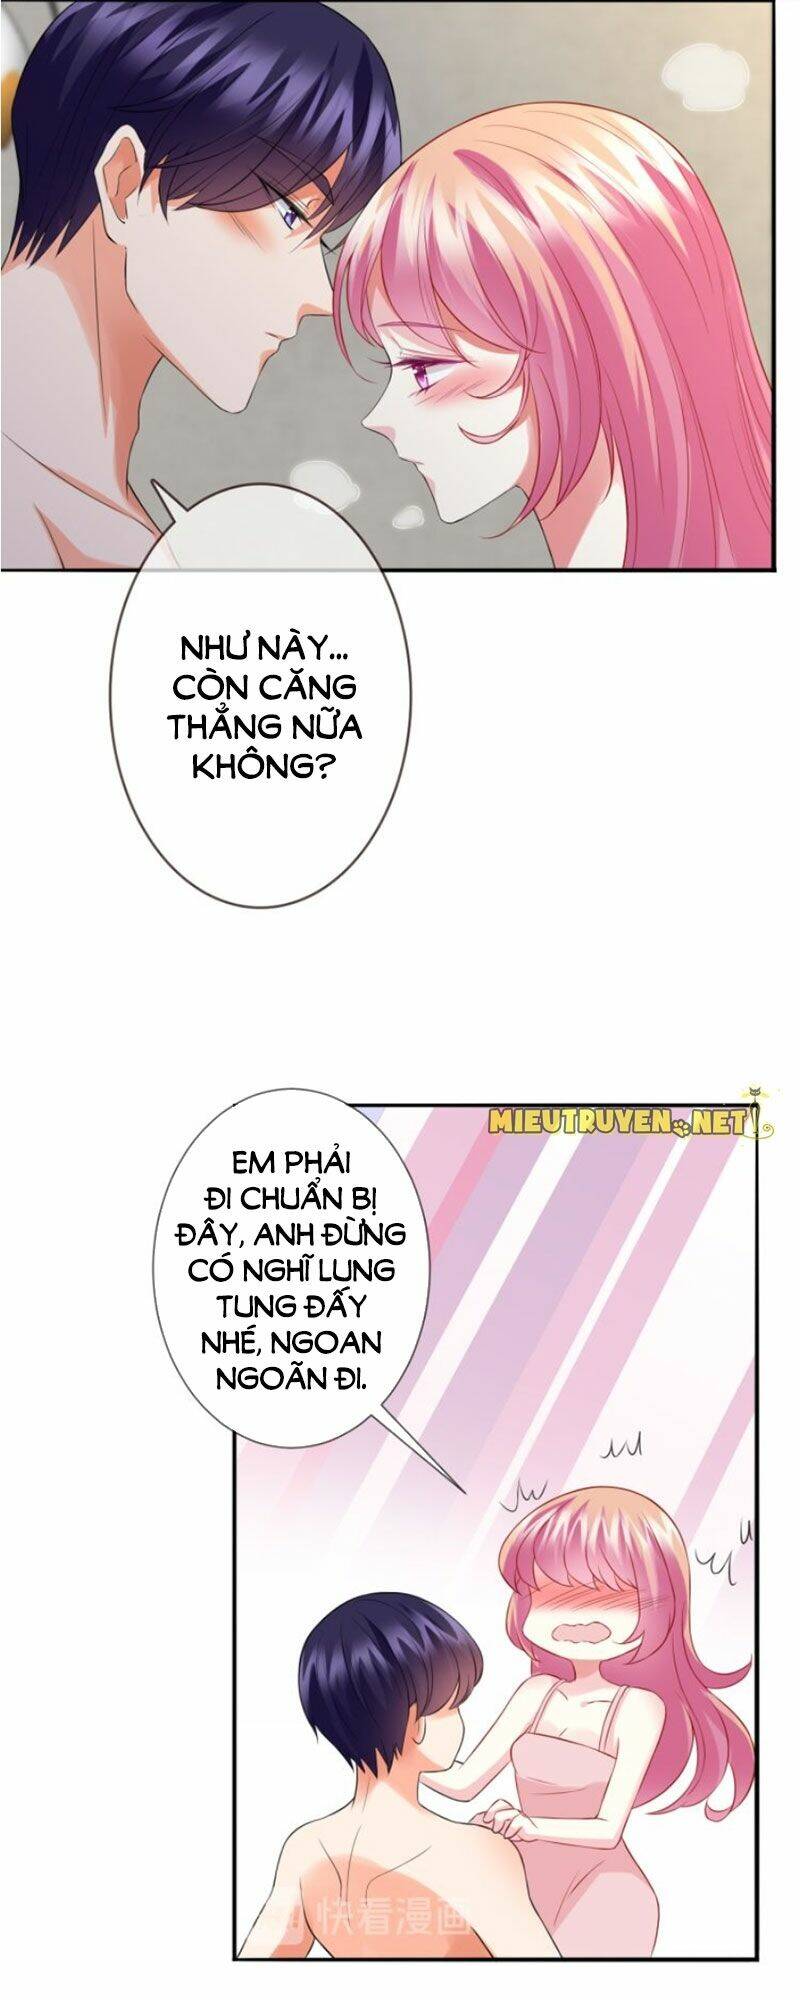 NHƯ NÀY...
CÒN CĂNG
THẲNG NỮA
KHÔNG?
MIEUTRUYEN.NET
EM PHẢI
ĐI CHUẨN BỊ
ĐÂY, ANH ĐỪNG
CÓ NGHĨ LUNG
TUNG ĐẤY
NHÉ, NGOAN
NGOÃN ĐI.
快看漫画